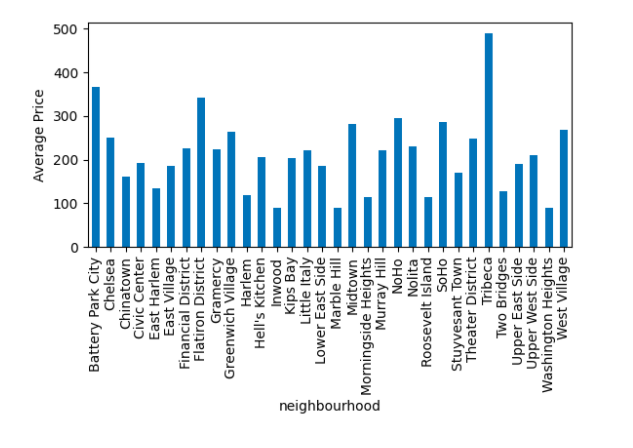 500
400
300
200
100
0
Average Price
Battery Park City
Chelsea
Chinatown
Civic Center
East Harlem
East Village
Financial District
Flatiron District
Gramercy
Greenwich Village
Harlem
Hell's Kitchen
Inwood
Kips Bay
Little Italy
Lower East Side
Marble Hill
Midtown
Morningside Heights
Murray Hill
NoHo
Nolita
Roosevelt Island
SoHo
Stuyvesant Town
Theater District
Tribeca
Two Bridges
Upper East Side
Upper West Side
Washington Heights
West Village
neighbourhood